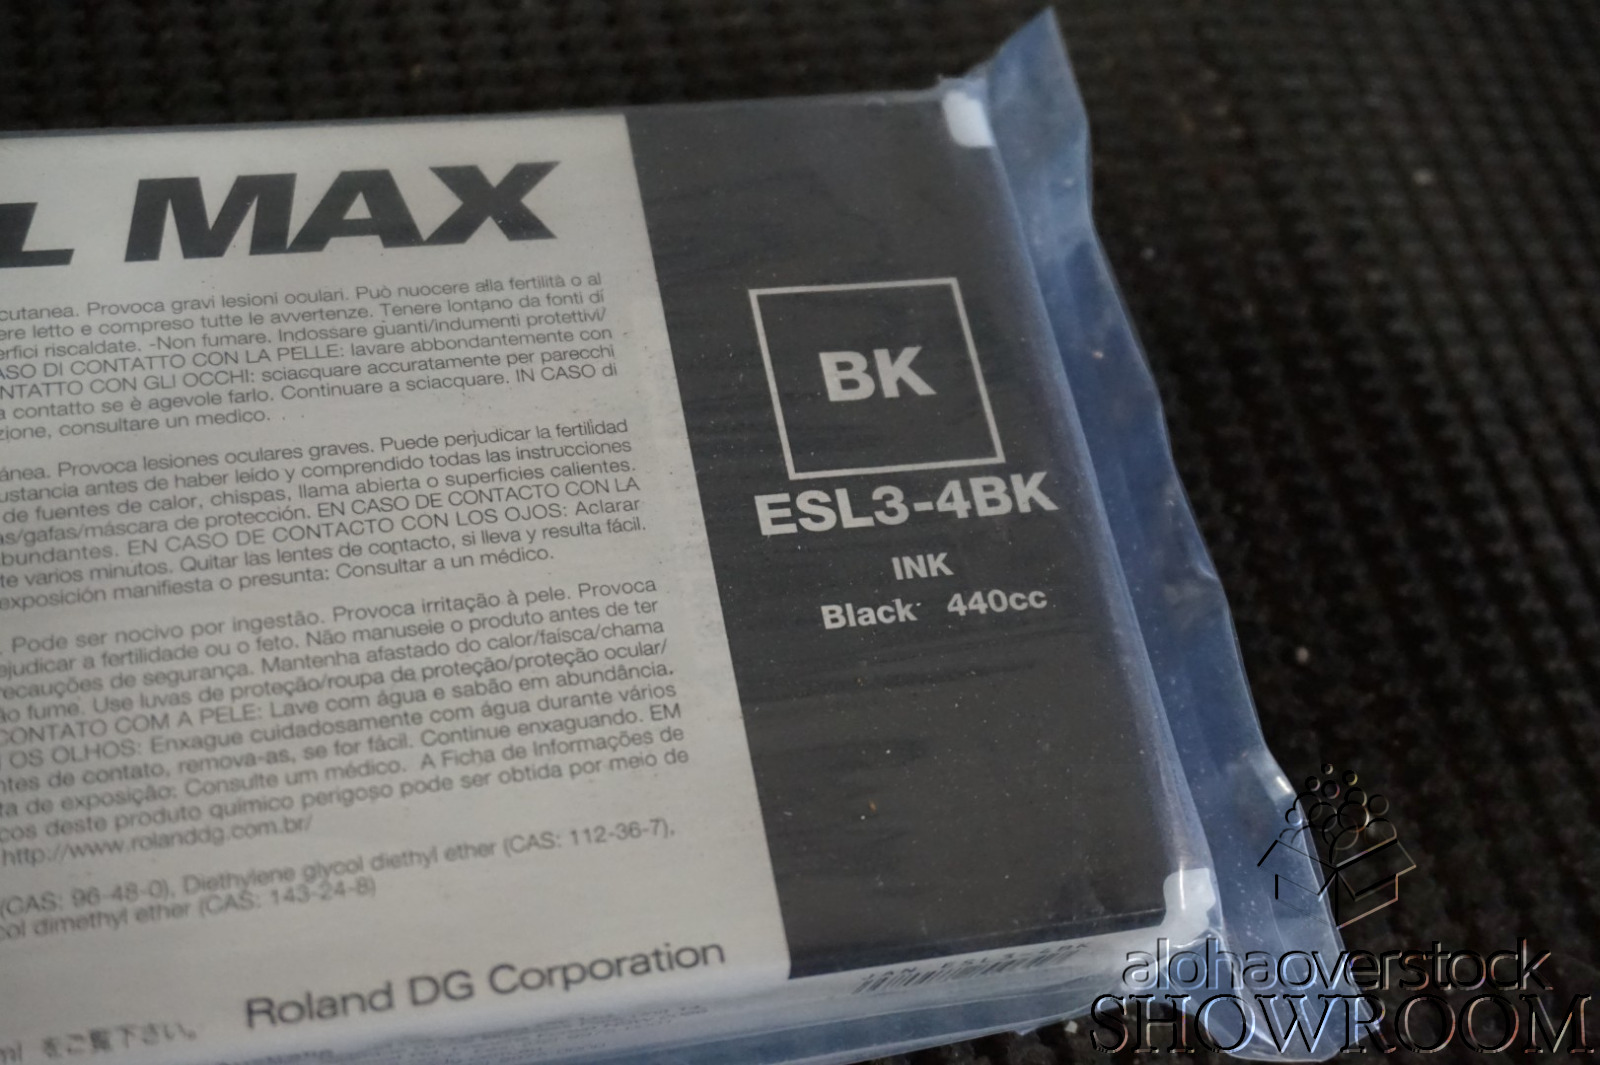 L MAX
cutanea. Provoca gravi lesioni oculari. Può nuocere alla fertilità o al
ere letto e compreso tutte le avvertenze. Tenere lontano da fonti di
erfici riscaldate. -Non fumare. Indossare guanti/indumenti protettivi/
ASO DI CONTATTO CON LA PELLE: lavare abbondantemente con
NTATTO CON GLI OCCHI: sciacquare accuratamente per parecchi
a contatto se è agevole farlo. Continuare a sciacquare. IN CASO di
zione, consultare un medico.
ánea. Provoca lesiones oculares graves. Puede perjudicar la fertilidad
ustancia antes de haber leído y comprendido todas las instrucciones
de fuentes de calor, chispas, llama abierta o superficies calientes.
as/gafas/máscara de protección. EN CASO DE CONTACTO CON LA
bundantes. EN CASO DE CONTACTO CON LOS OJOS: Aclarar
te varios minutos. Quitar las lentes de contacto, si lleva y resulta fácil.
exposición manifiesta o presunta: Consultar a un médico.
. Pode ser nocivo por ingestão. Provoca irritação à pele. Provoca
ejudicar a fertilidade ou o feto. Não manuseie o produto antes de ter
recauções de segurança. Mantenha afastado do calor/faísca/chama
ão fume. Use luvas de proteção/roupa de proteção/proteção ocular/
CONTATO COM A PELE: Lave com água e sabão em abundância.
OS OLHOS: Enxague cuidadosamente com água durante vários
ntes de contato, remova-as, se for fácil. Continue enxaguando. EM
ta de exposição: Consulte um médico. A Ficha de Informações de
cos deste produto químico perigoso pode ser obtida por meio de
http://www.rolanddg.com.br/
(CAS: 96-48-0), Diethylene glycol diethyl ether (CAS: 112-36-7),
col dimethyl ether (CAS: 143-24-8)
Roland DG Corporation
ml をご覧下さい。
BK
ESL3-4BK
INK
Black 440cc
ESL3-4BK
alohaoverstock
SHOWROOM